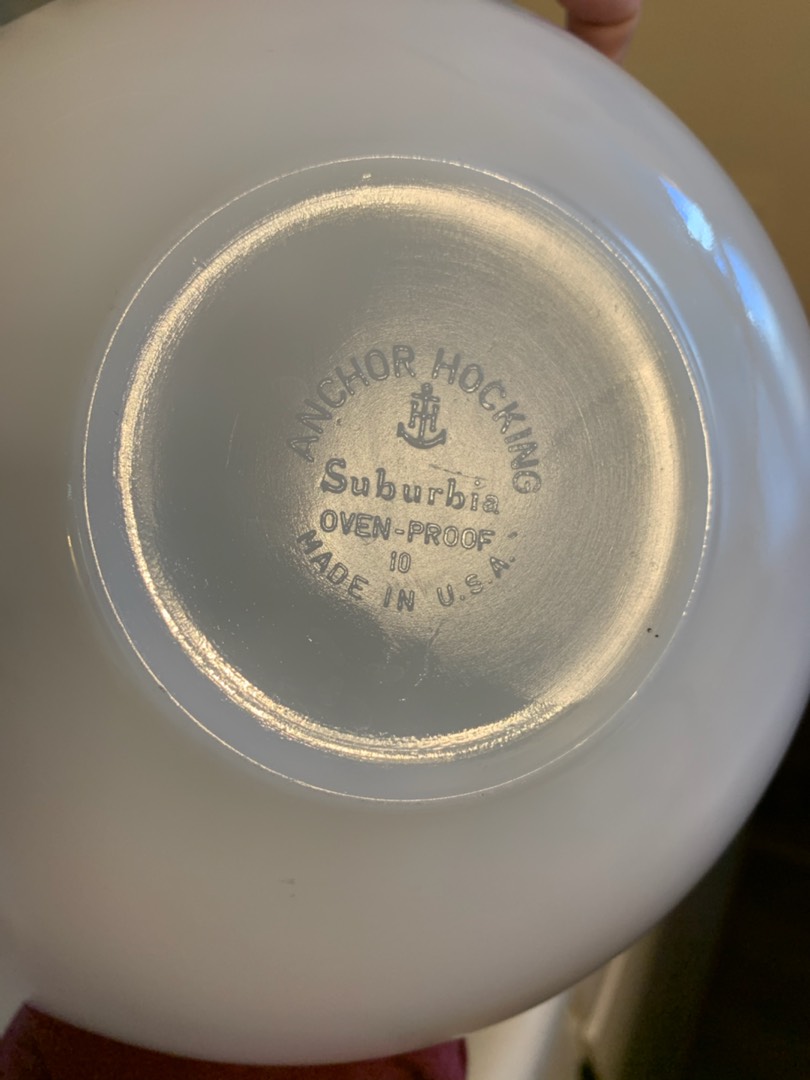 ANCHOR HOCKING
Suburbia
OVEN-PROOF
10
MADE IN U.S.A.